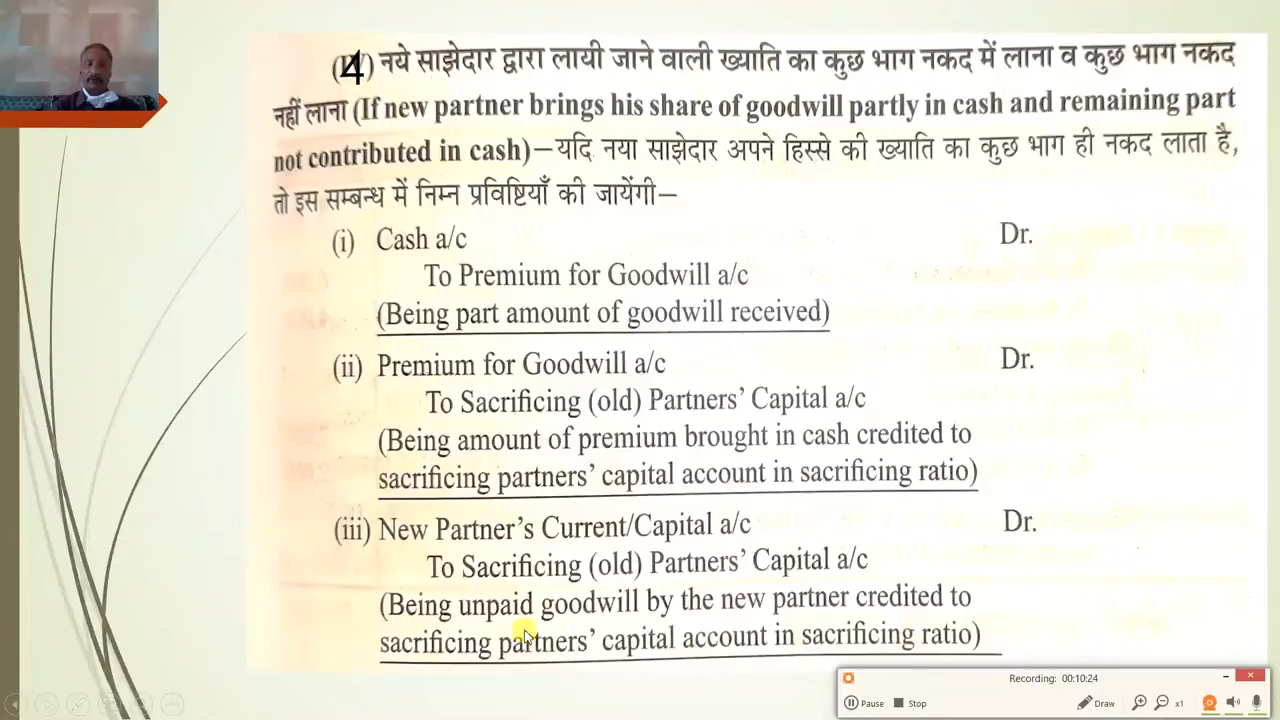 (4) नये साझेदार द्वारा लायी जाने वाली ख्याति का कुछ भाग नकद में लाना व कुछ भाग नकद
नहीं लाना (If new partner brings his share of goodwill partly in cash and remaining part
not contributed in cash)–यदि नया साझेदार अपने हिस्से की ख्याति का कुछ भाग ही नकद लाता है,
तो इस सम्बन्ध में निम्न प्रविष्टियाँ की जायेंगी–
(i) Cash a/c Dr.
To Premium for Goodwill a/c
(Being part amount of goodwill received)
(ii) Premium for Goodwill a/c Dr.
To Sacrificing (old) Partners' Capital a/c
(Being amount of premium brought in cash credited to
sacrificing partners' capital account in sacrificing ratio)
(iii) New Partner's Current/Capital a/c Dr.
To Sacrificing (old) Partners' Capital a/c
(Being unpaid goodwill by the new partner credited to
sacrificing partners' capital account in sacrificing ratio)
Recording: 00:10:24
Pause Stop Draw x1